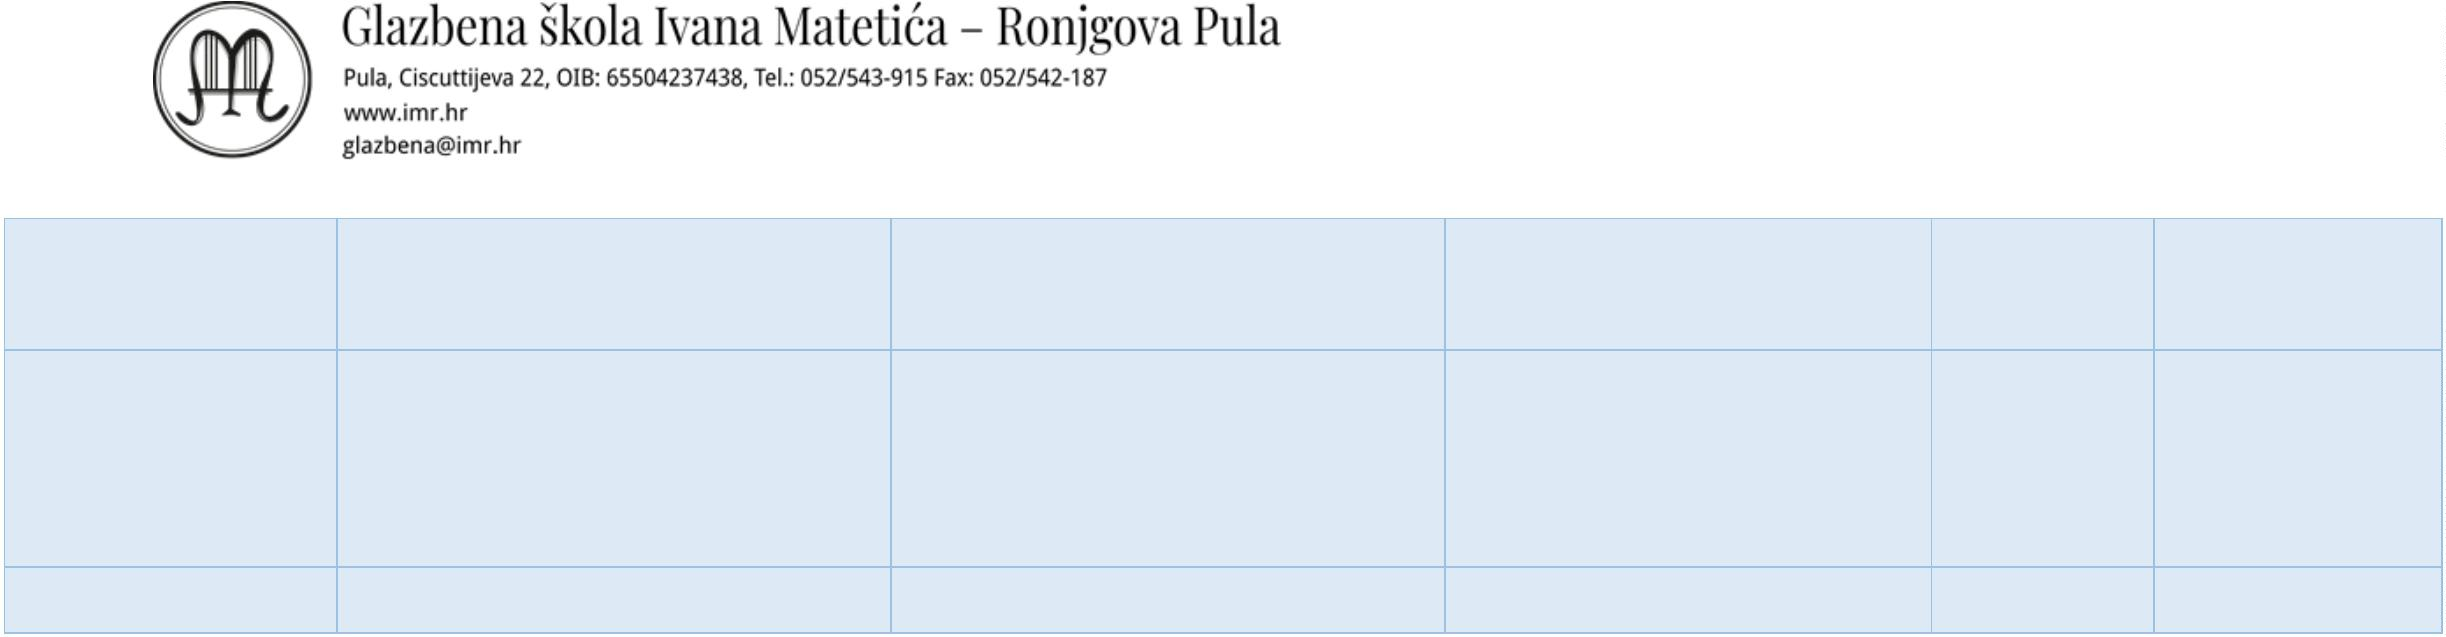 Glazbena škola Ivana Matetića – Ronjgova Pula
Pula, Ciscuttijeva 22, OIB: 65504237438, Tel.: 052/543-915 Fax: 052/542-187
www.imr.hr
glazbena@imr.hr